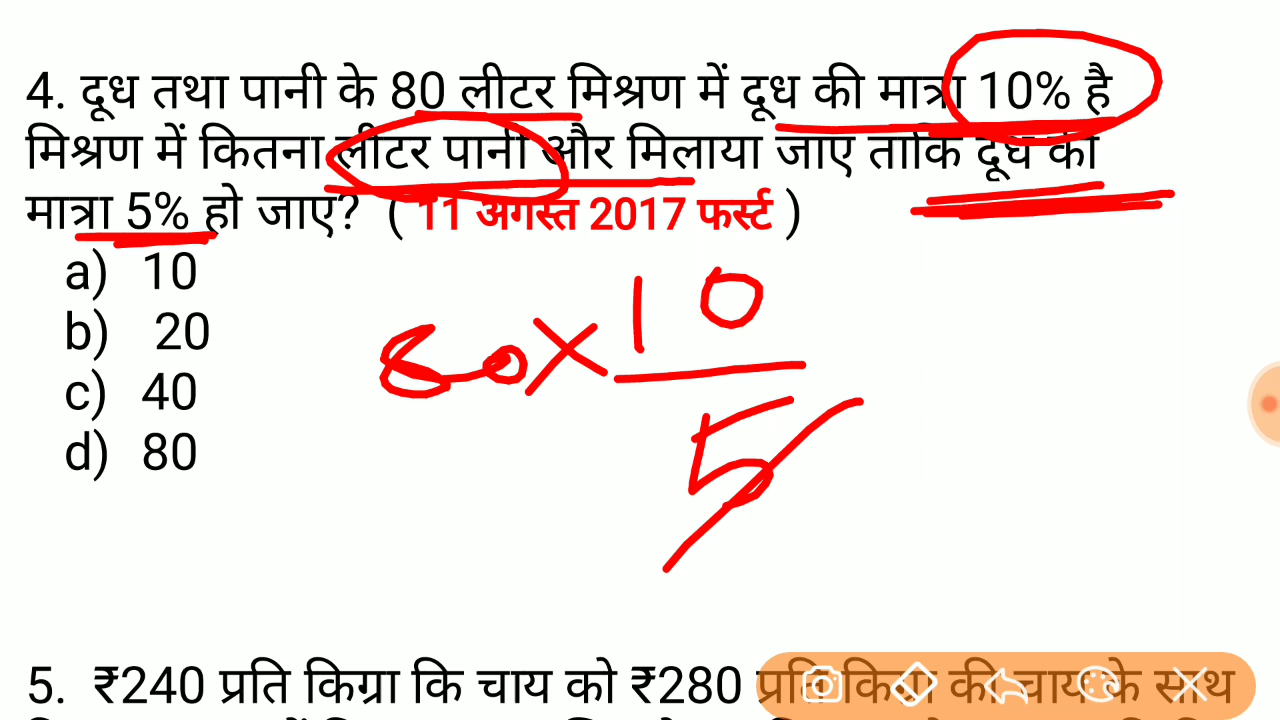 4. दूध तथा पानी के 80 लीटर मिश्रण में दूध की मात्रा 10% है
मिश्रण में कितना लीटर पानी और मिलाया जाए ताकि दूध की
मात्रा 5% हो जाए? ( 11 अगस्त 2017 फर्स्ट )
a) 10
b) 20
c) 40
d) 80
80 × 10
5
5. ₹240 प्रति किग्रा कि चाय को ₹280 प्रति किग्रा की चाय के साथ